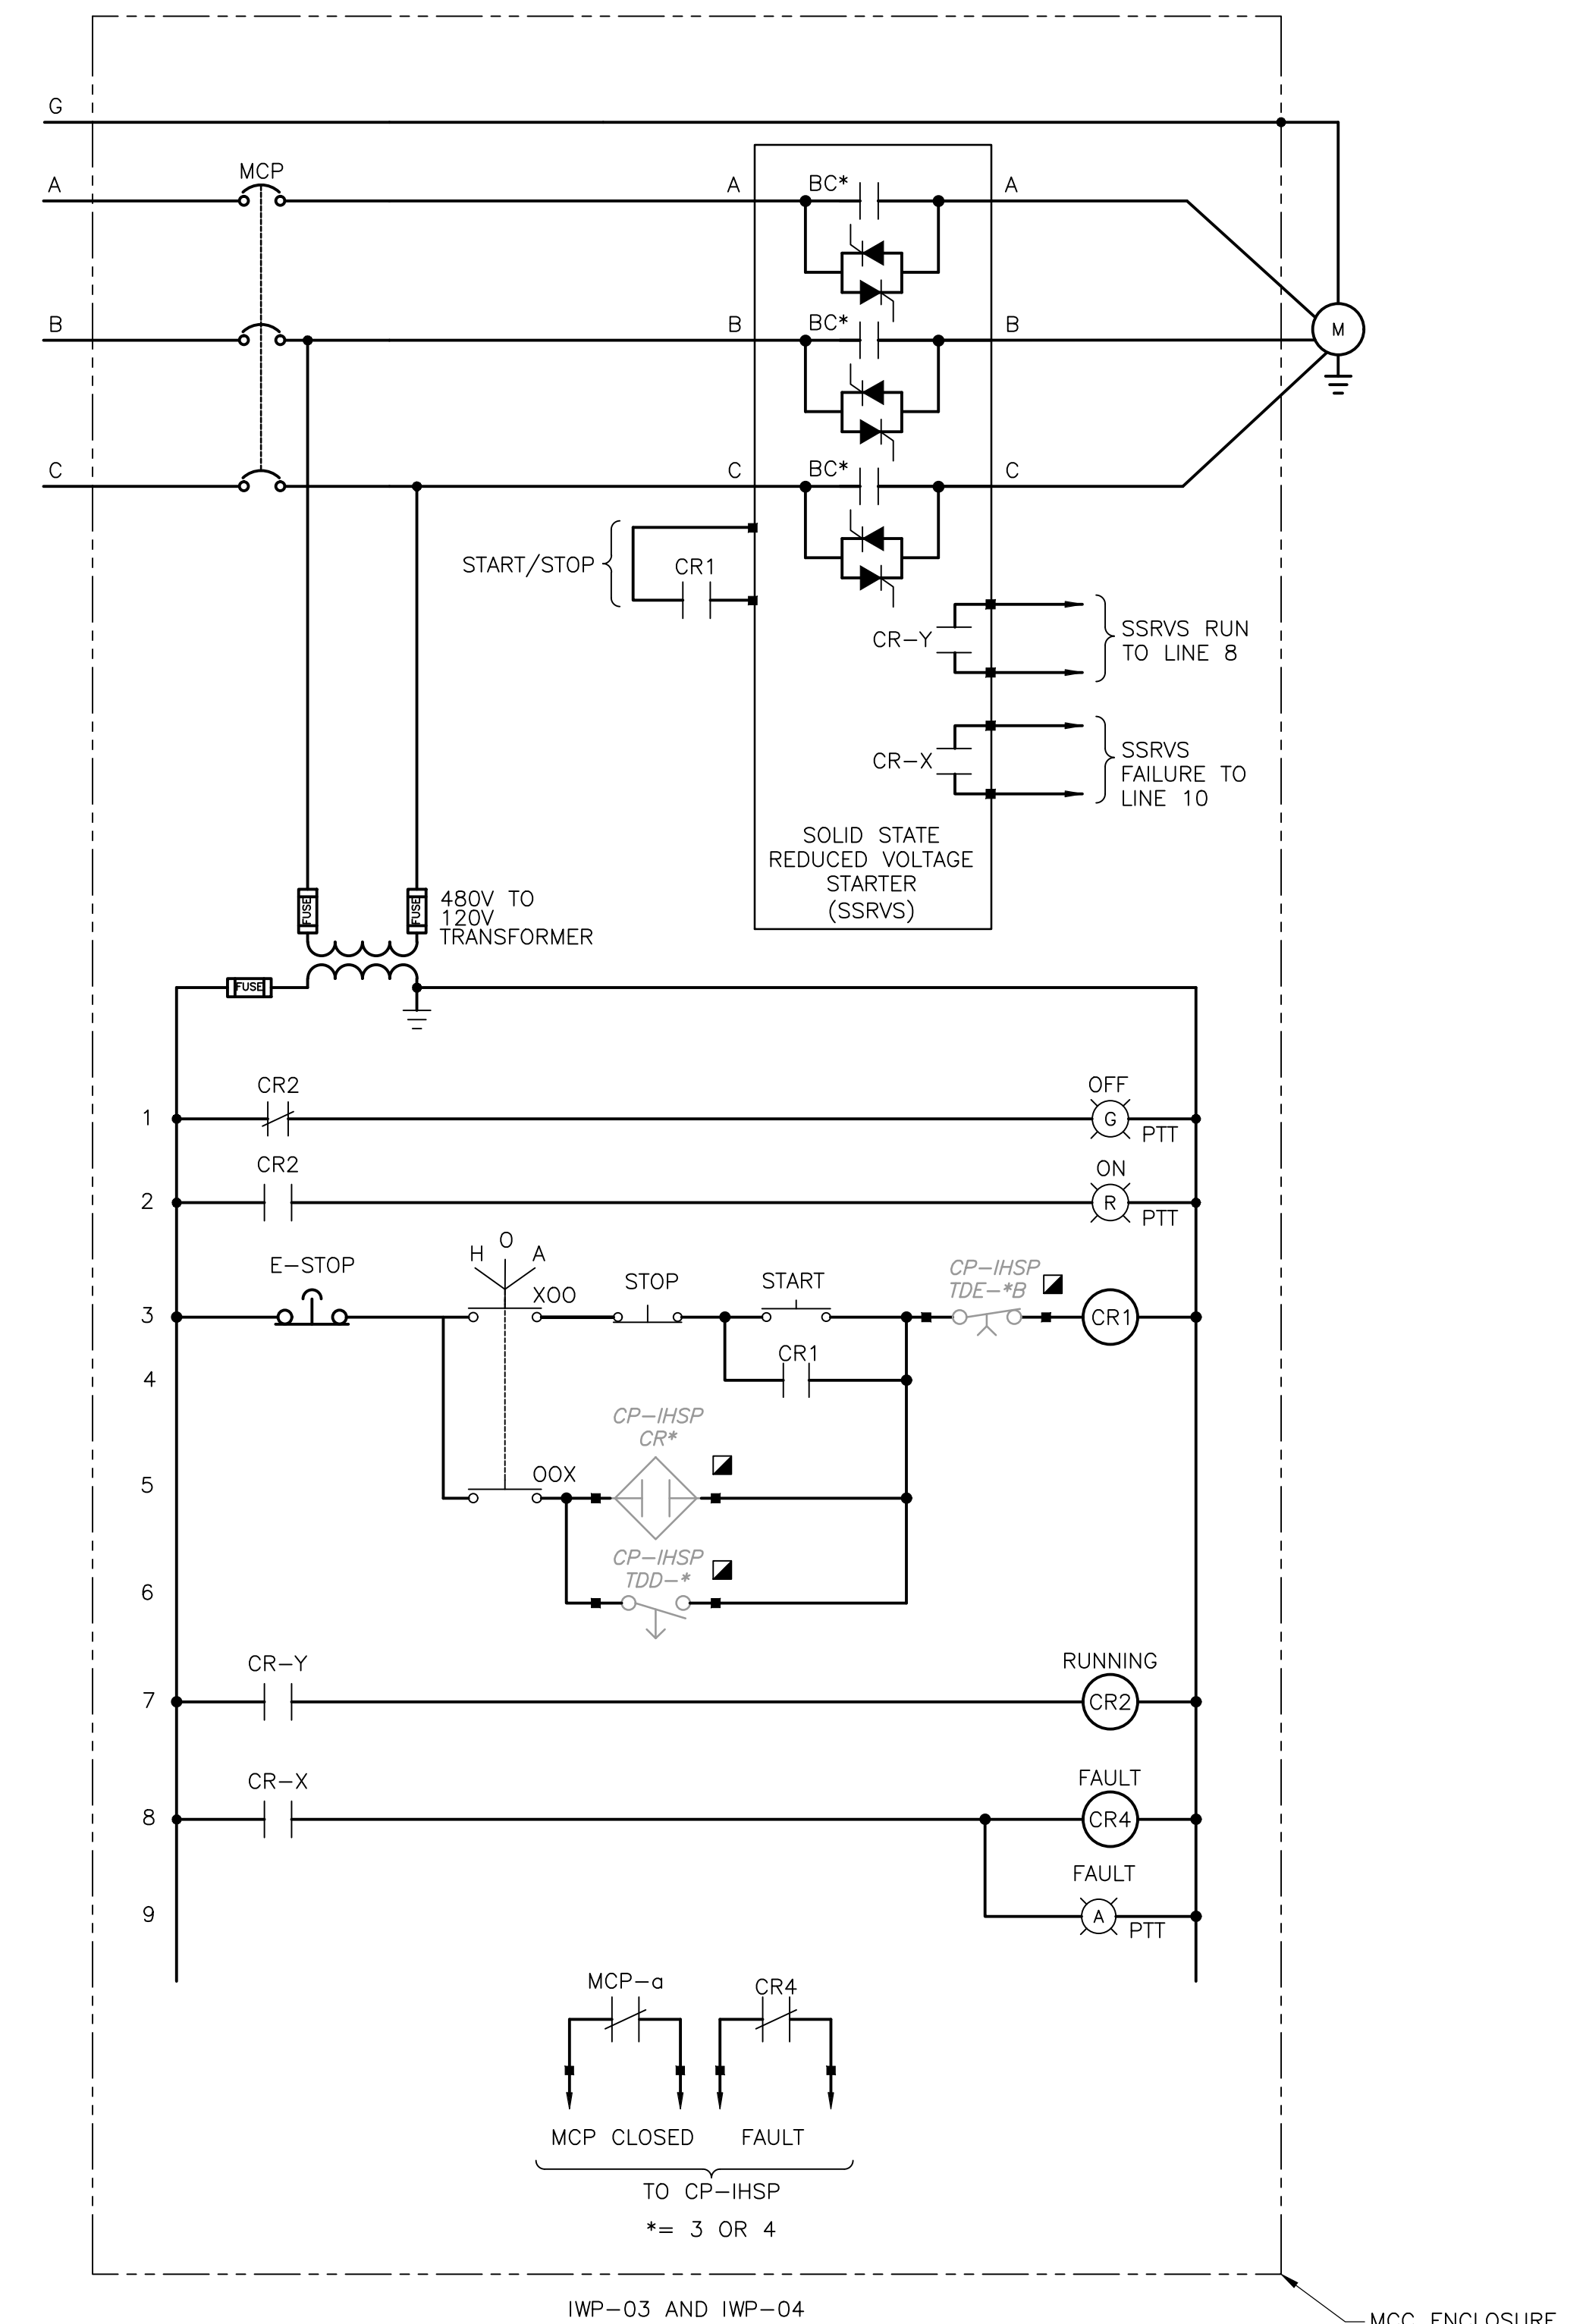 G
A
MCP
A
BC*
A
B
B
BC*
B
M
C
C
BC*
C
START/STOP
CR1
CR-Y
SSRVS RUN
TO LINE 8
CR-X
SSRVS
FAILURE TO
LINE 10
SOLID STATE
REDUCED VOLTAGE
STARTER
(SSRVS)
FUSE
FUSE
480V TO
120V
TRANSFORMER
FUSE
1
CR2
OFF
G
PTT
2
CR2
ON
R
PTT
3
E-STOP
H
O
A
XOO
STOP
START
CP-IHSP
TDE-*B
CR1
4
CR1
5
OOX
CP-IHSP
CR*
6
CP-IHSP
TDD-*
7
CR-Y
RUNNING
CR2
8
CR-X
FAULT
CR4
9
FAULT
A
PTT
MCP-a
CR4
MCP CLOSED
FAULT
TO CP-IHSP
*= 3 OR 4
IWP-03 AND IWP-04
MCC ENCLOSURE